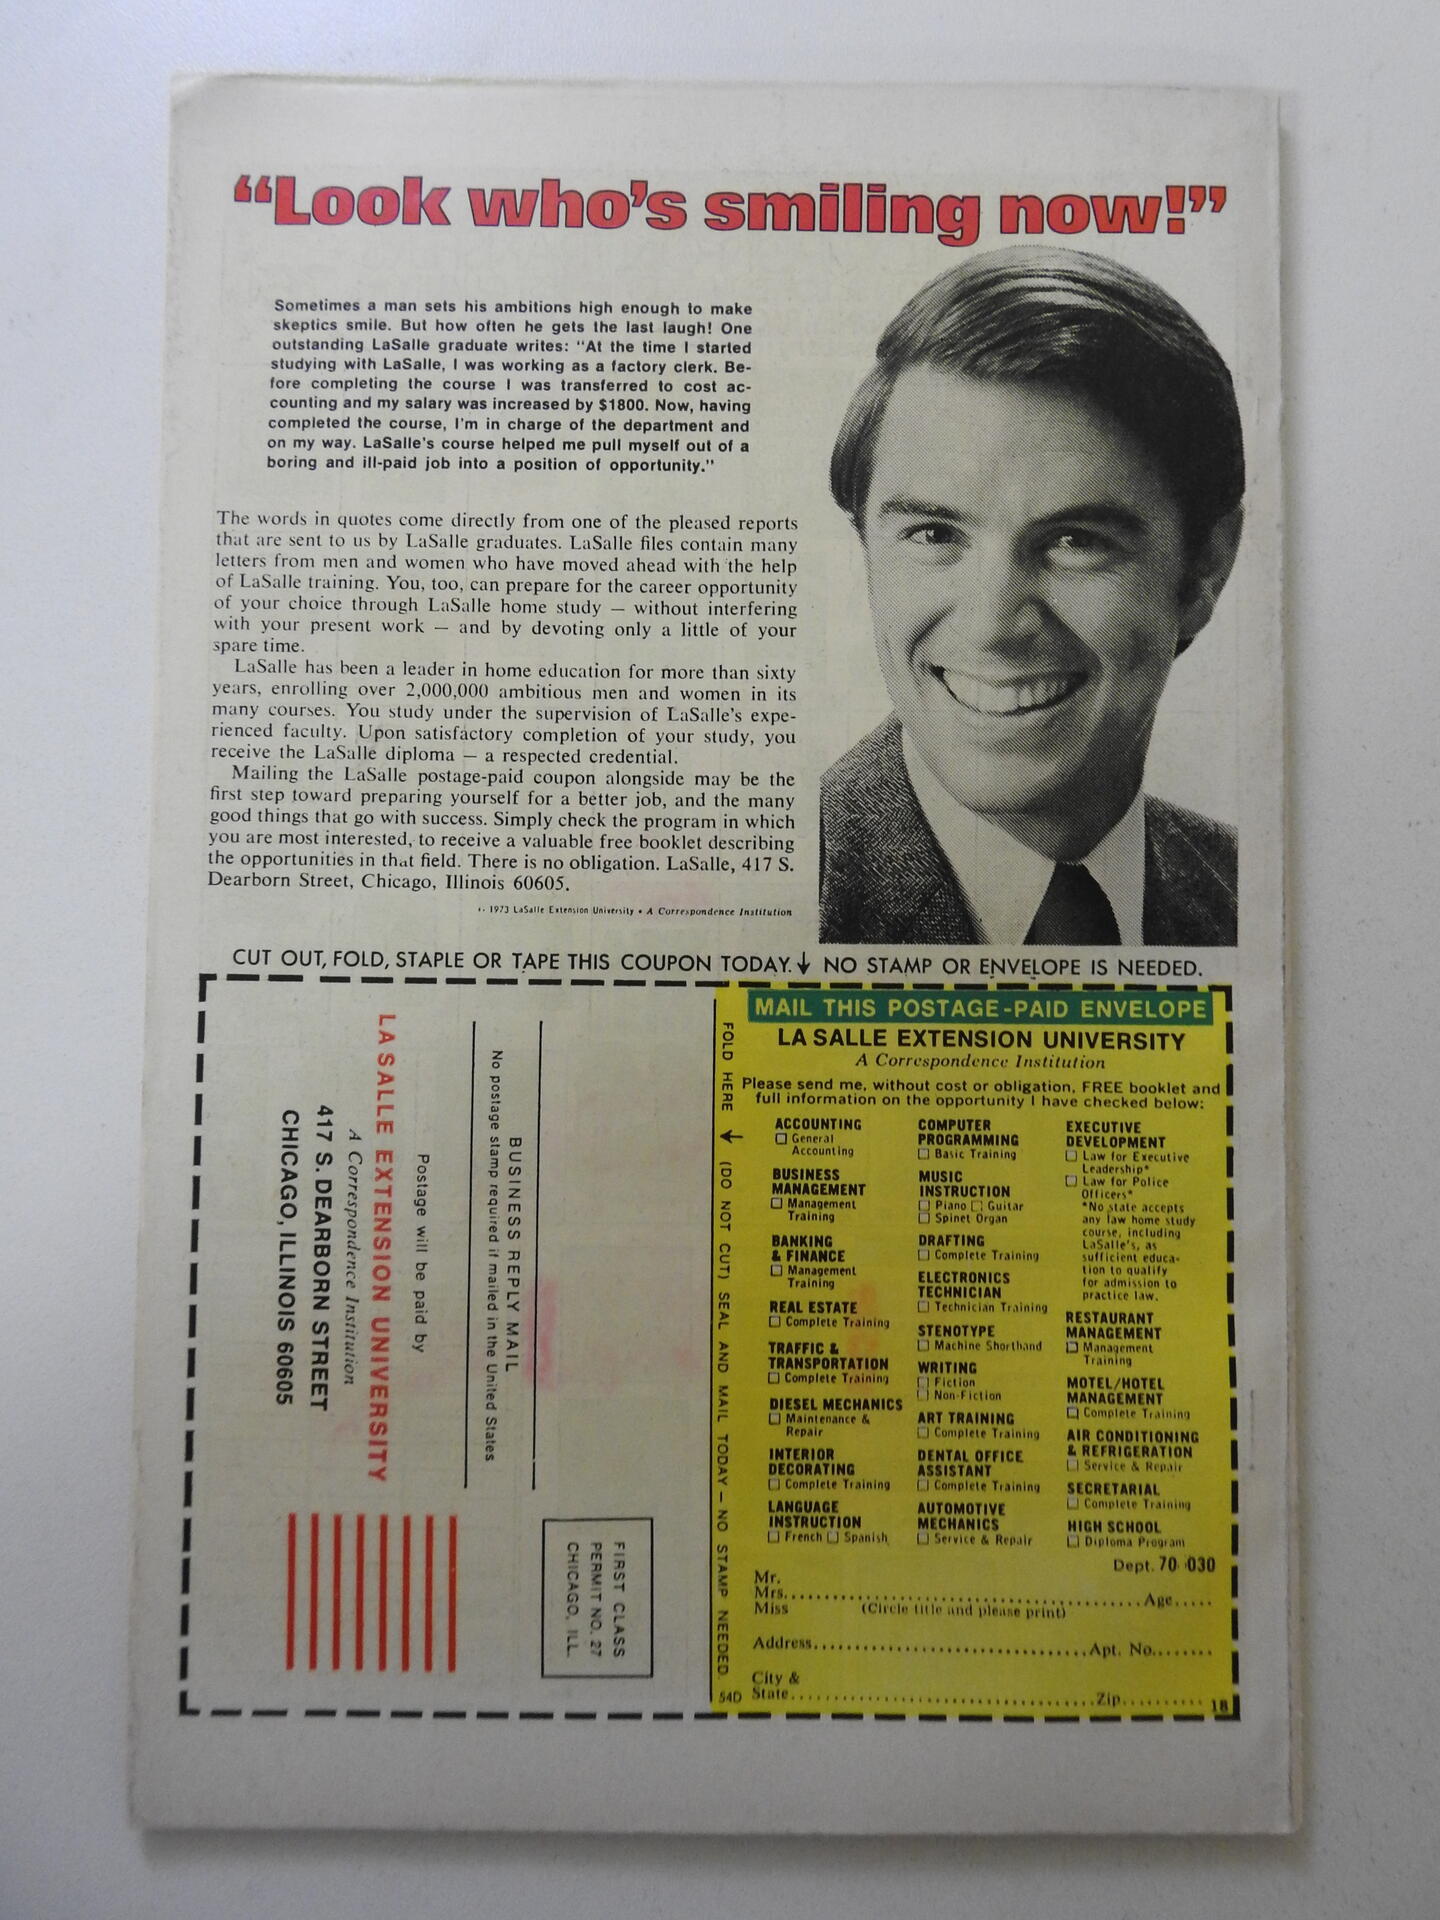 “Look who's smiling now!”
Sometimes a man sets his ambitions high enough to make
skeptics smile. But how often he gets the last laugh! One
outstanding LaSalle graduate writes: “At the time I started
studying with LaSalle, I was working as a factory clerk. Be-
fore completing the course I was transferred to cost ac-
counting and my salary was increased by $1800. Now, having
completed the course, I'm in charge of the department and
on my way. LaSalle's course helped me pull myself out of a
boring and ill-paid job into a position of opportunity.”
The words in quotes come directly from one of the pleased reports
that are sent to us by LaSalle graduates. LaSalle files contain many
letters from men and women who have moved ahead with the help
of LaSalle training. You, too, can prepare for the career opportunity
of your choice through LaSalle home study — without interfering
with your present work — and by devoting only a little of your
spare time.
LaSalle has been a leader in home education for more than sixty
years, enrolling over 2,000,000 ambitious men and women in its
many courses. You study under the supervision of LaSalle's expe-
rienced faculty. Upon satisfactory completion of your study, you
receive the LaSalle diploma — a respected credential.
Mailing the LaSalle postage-paid coupon alongside may be the
first step toward preparing yourself for a better job, and the many
good things that go with success. Simply check the program in which
you are most interested, to receive a valuable free booklet describing
the opportunities in that field. There is no obligation. LaSalle, 417 S.
Dearborn Street, Chicago, Illinois 60605.
1973 LaSalle Extension University • A Correspondence Institution
CUT OUT, FOLD, STAPLE OR TAPE THIS COUPON TODAY. NO STAMP OR ENVELOPE IS NEEDED.
FIRST CLASS
PERMIT NO. 27
CHICAGO, ILL.
BUSINESS REPLY MAIL
No postage stamp required if mailed in the United States
Postage will be paid by
LA SALLE EXTENSION UNIVERSITY
A Correspondence Institution
417 S. DEARBORN STREET
CHICAGO, ILLINOIS 60605
FOLD HERE (DO NOT CUT) SEAL AND MAIL TODAY — NO STAMP NEEDED.
54D
MAIL THIS POSTAGE-PAID ENVELOPE
LA SALLE EXTENSION UNIVERSITY
A Correspondence Institution
Please send me, without cost or obligation, FREE booklet and
full information on the opportunity I have checked below:
ACCOUNTING
☐ General
Accounting
BUSINESS
MANAGEMENT
☐ Management
Training
BANKING
& FINANCE
☐ Management
Training
REAL ESTATE
☐ Complete Training
TRAFFIC &
TRANSPORTATION
☐ Complete Training
DIESEL MECHANICS
☐ Maintenance &
Repair
INTERIOR
DECORATING
☐ Complete Training
LANGUAGE
INSTRUCTION
☐ French ☐ Spanish
COMPUTER
PROGRAMMING
☐ Basic Training
MUSIC
INSTRUCTION
☐ Piano ☐ Guitar
☐ Spinet Organ
DRAFTING
☐ Complete Training
ELECTRONICS
TECHNICIAN
☐ Technician Training
STENOTYPE
☐ Machine Shorthand
WRITING
☐ Fiction
☐ Non-Fiction
ART TRAINING
☐ Complete Training
DENTAL OFFICE
ASSISTANT
☐ Complete Training
AUTOMOTIVE
MECHANICS
☐ Service & Repair
EXECUTIVE
DEVELOPMENT
☐ Law for Executive
Leadership*
☐ Law for Police
Officers*
*No state accepts
any law home study
course, including
LaSalle's, as
sufficient educa-
tion to qualify
for admission to
practice law.
RESTAURANT
MANAGEMENT
☐ Management
Training
MOTEL/HOTEL
MANAGEMENT
☐ Complete Training
AIR CONDITIONING
& REFRIGERATION
☐ Service & Repair
SECRETARIAL
☐ Complete Training
HIGH SCHOOL
☐ Diploma Program
Dept. 70-030
Mr.
Mrs. Age
Miss (Circle title and please print)
Address Apt. No.
City &
State Zip
18